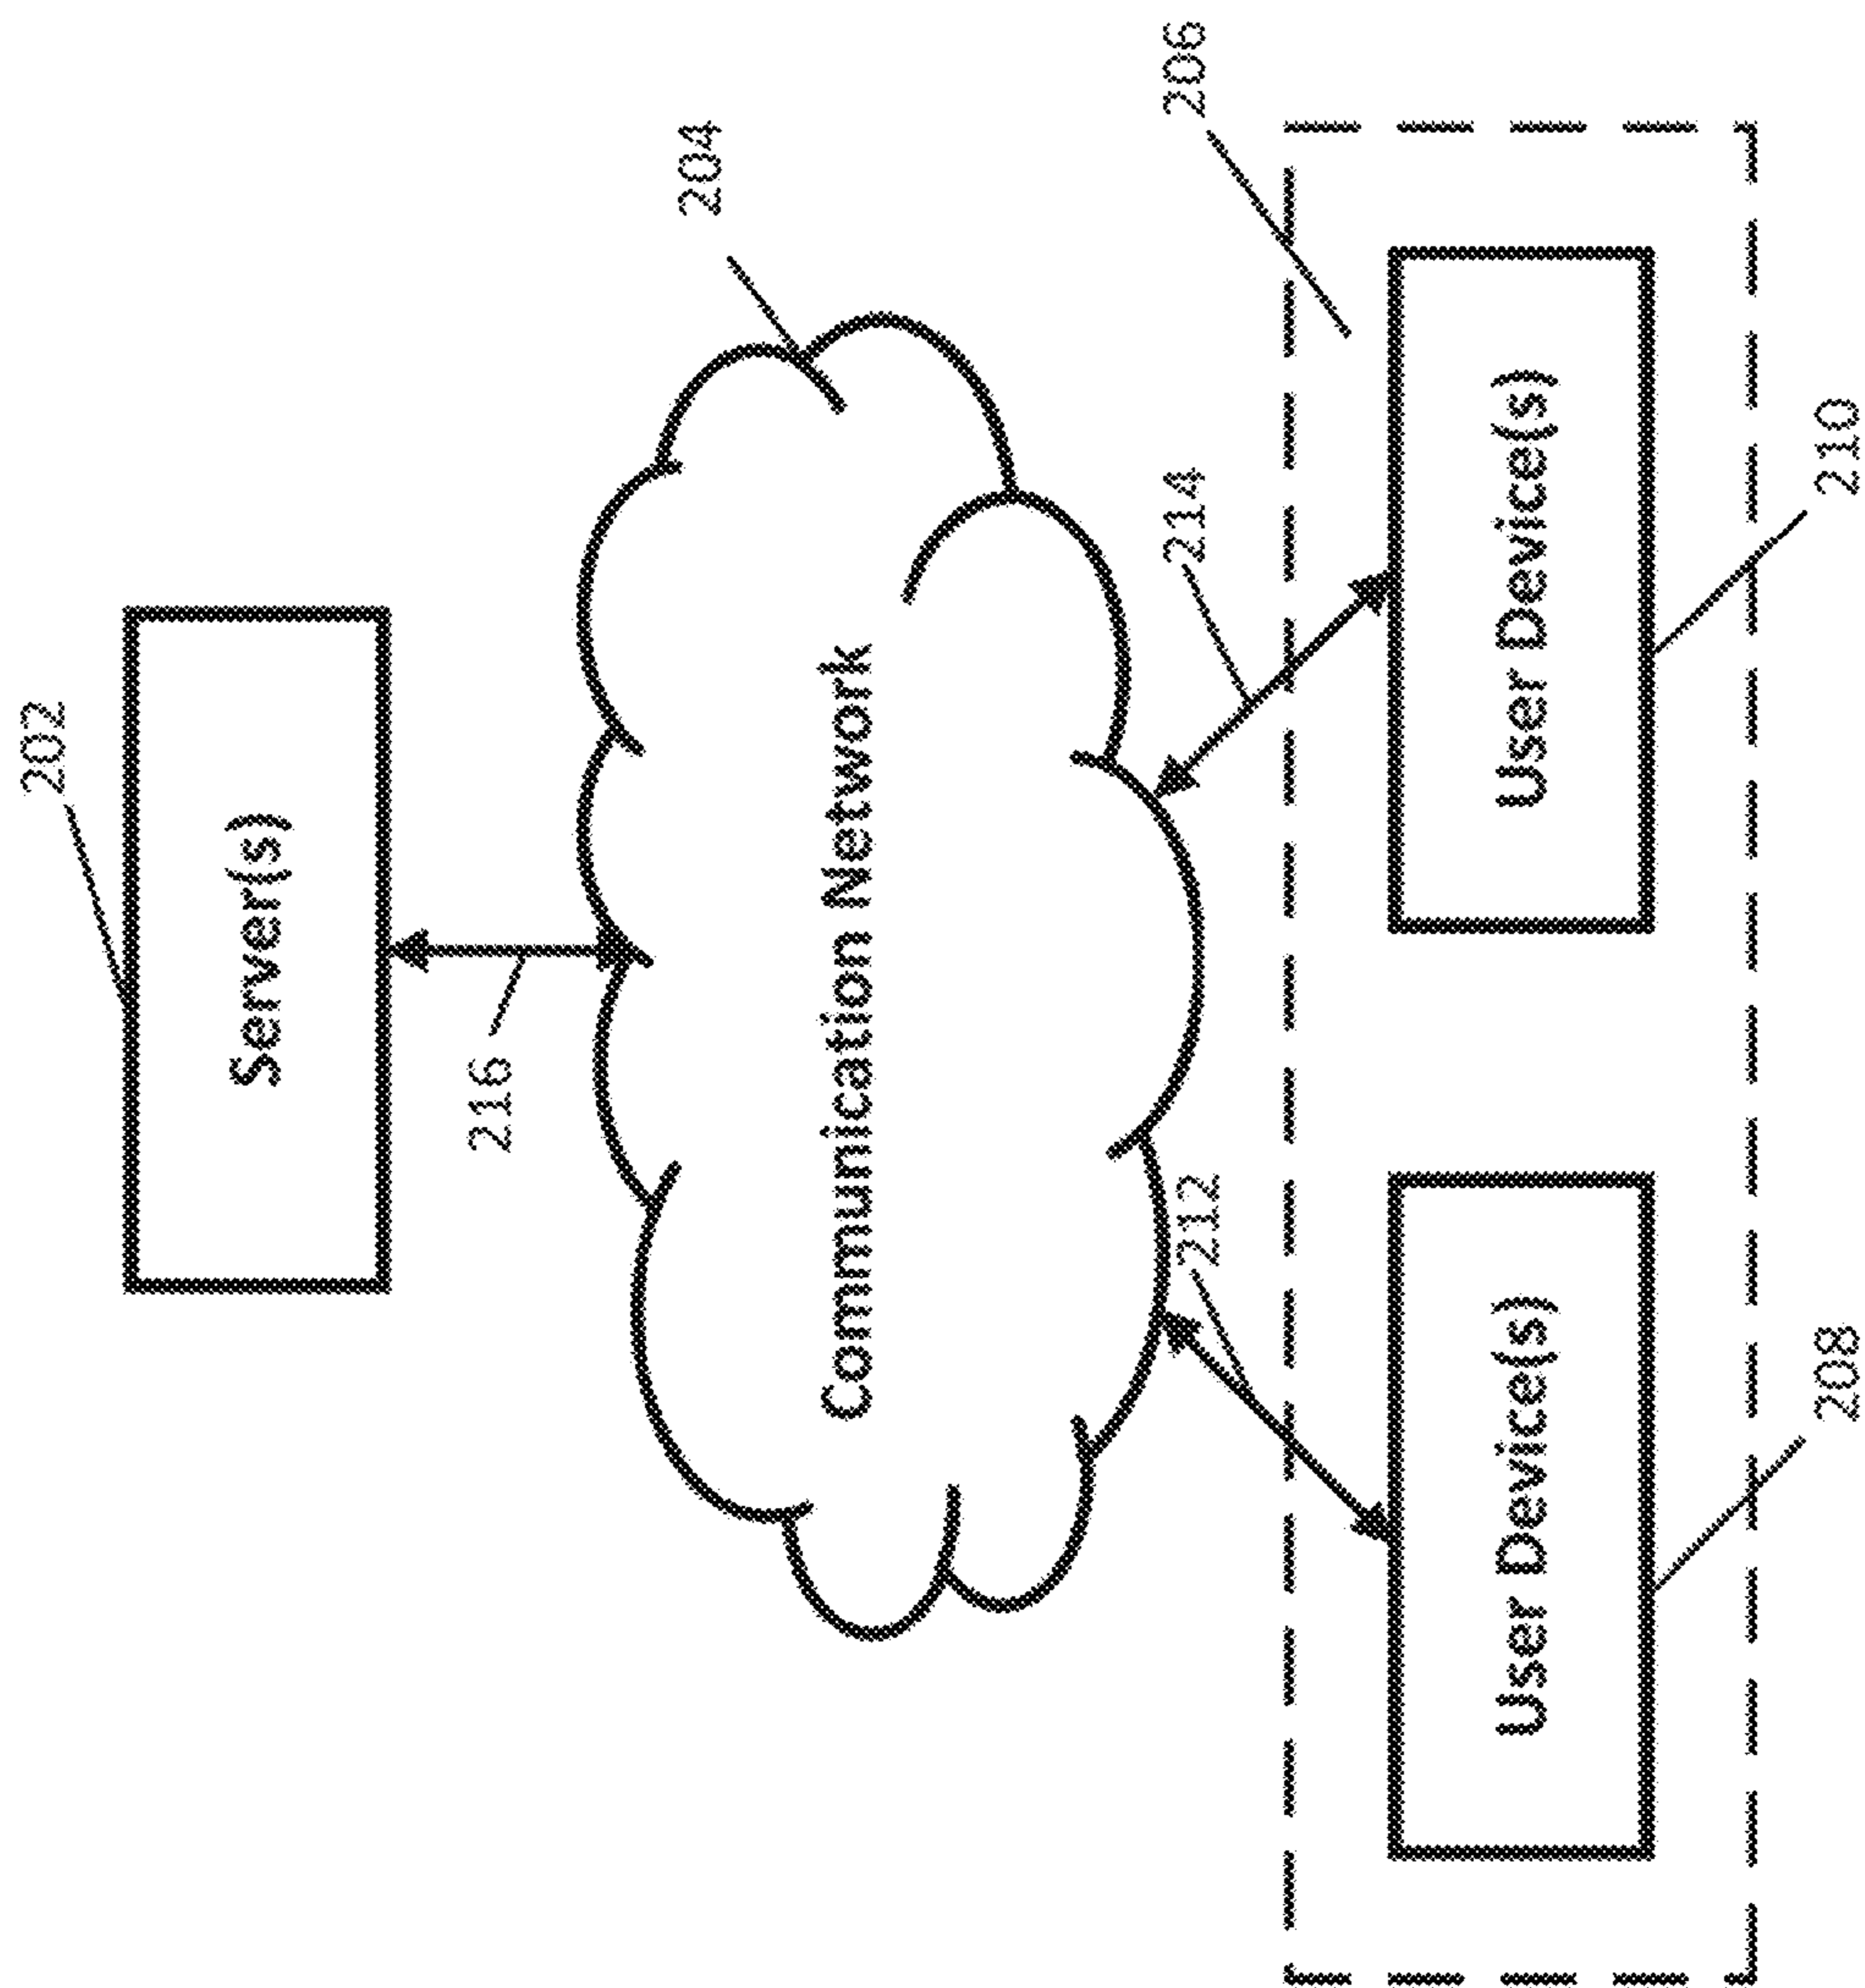 202
Server(s)
216
204
Communication Network
212
214
206
User Device(s)
User Device(s)
208
210